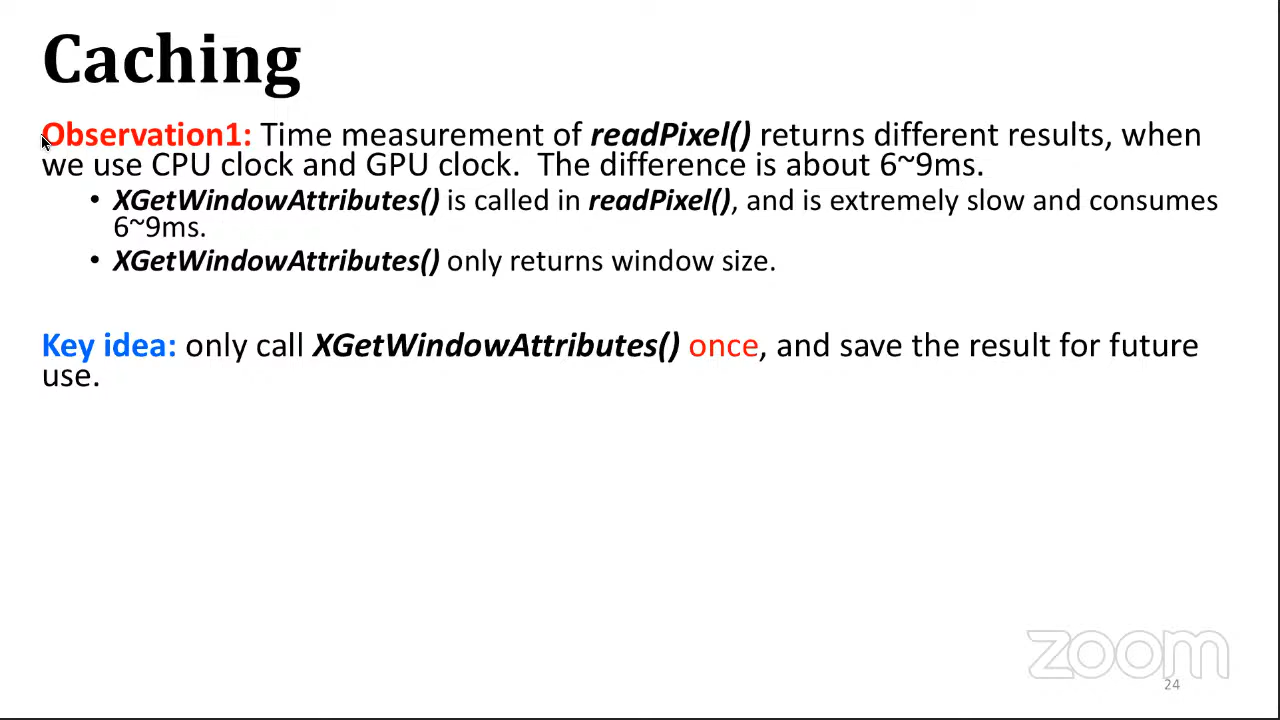 Caching
Observation1: Time measurement of readPixel() returns different results, when
we use CPU clock and GPU clock.  The difference is about 6~9ms.
• XGetWindowAttributes() is called in readPixel(), and is extremely slow and consumes
6~9ms.
• XGetWindowAttributes() only returns window size.
Key idea: only call XGetWindowAttributes() once, and save the result for future
use.
zoom
24